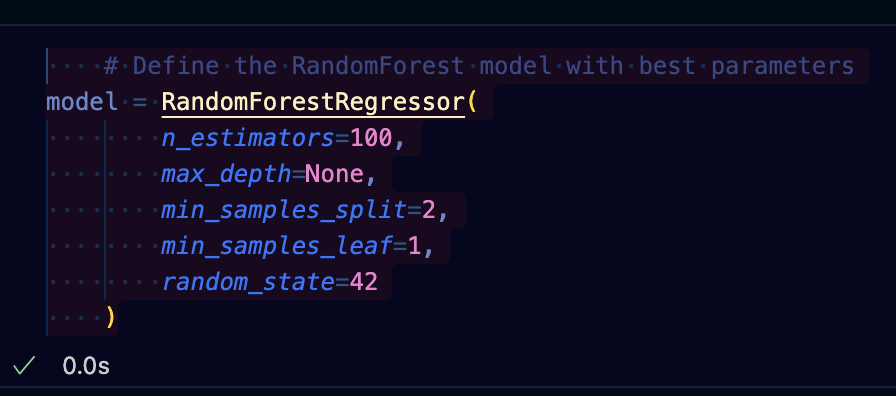 # Define the RandomForest model with best parameters
model = RandomForestRegressor(
n_estimators=100,
max_depth=None,
min_samples_split=2,
min_samples_leaf=1,
random_state=42
)
0.0s